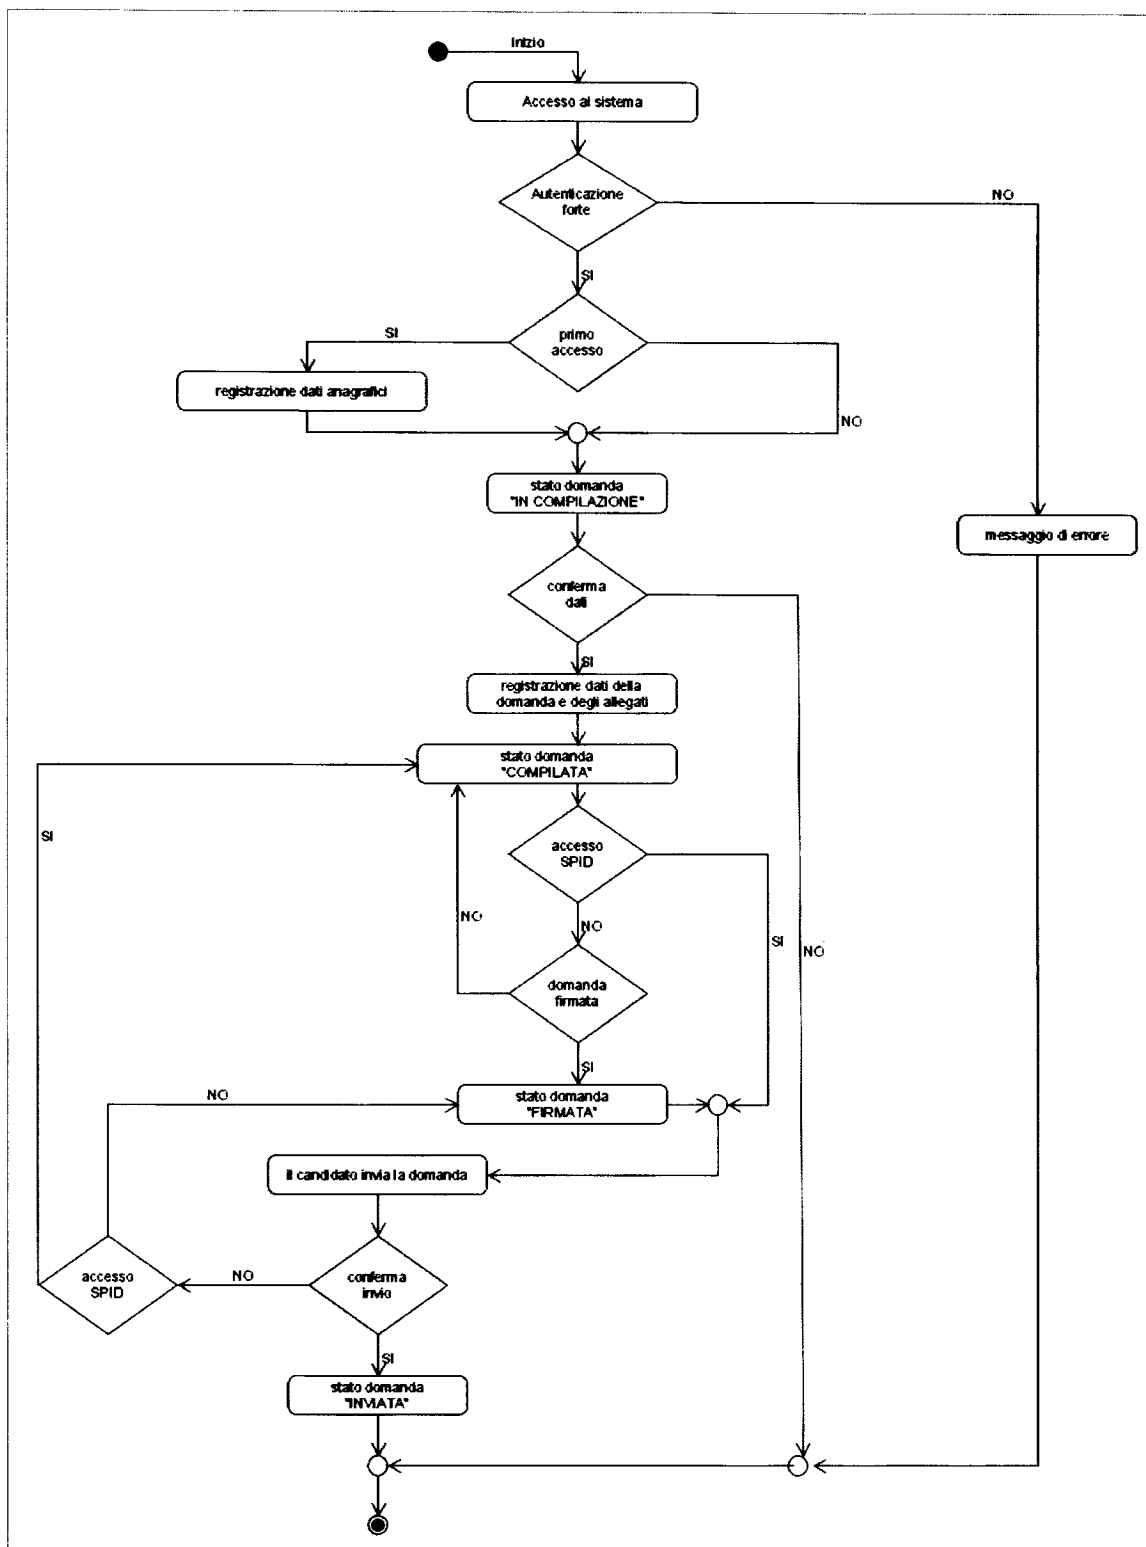 Inizio
Accesso al sistema
Autenticazione
forte
NO
SI
primo
accesso
SI
registrazione dati anagrafici
NO
stato domanda
"IN COMPILAZIONE"
messaggio di errore
conferma
dati
SI
registrazione dati della
domanda e degli allegati
stato domanda
"COMPILATA"
SI
accesso
SPID
NO
NO
SI
NO
domanda
firmata
SI
NO
stato domanda
"FIRMATA"
il candidato invia la domanda
accesso
SPID
NO
conferma
invio
SI
stato domanda
"INVIATA"